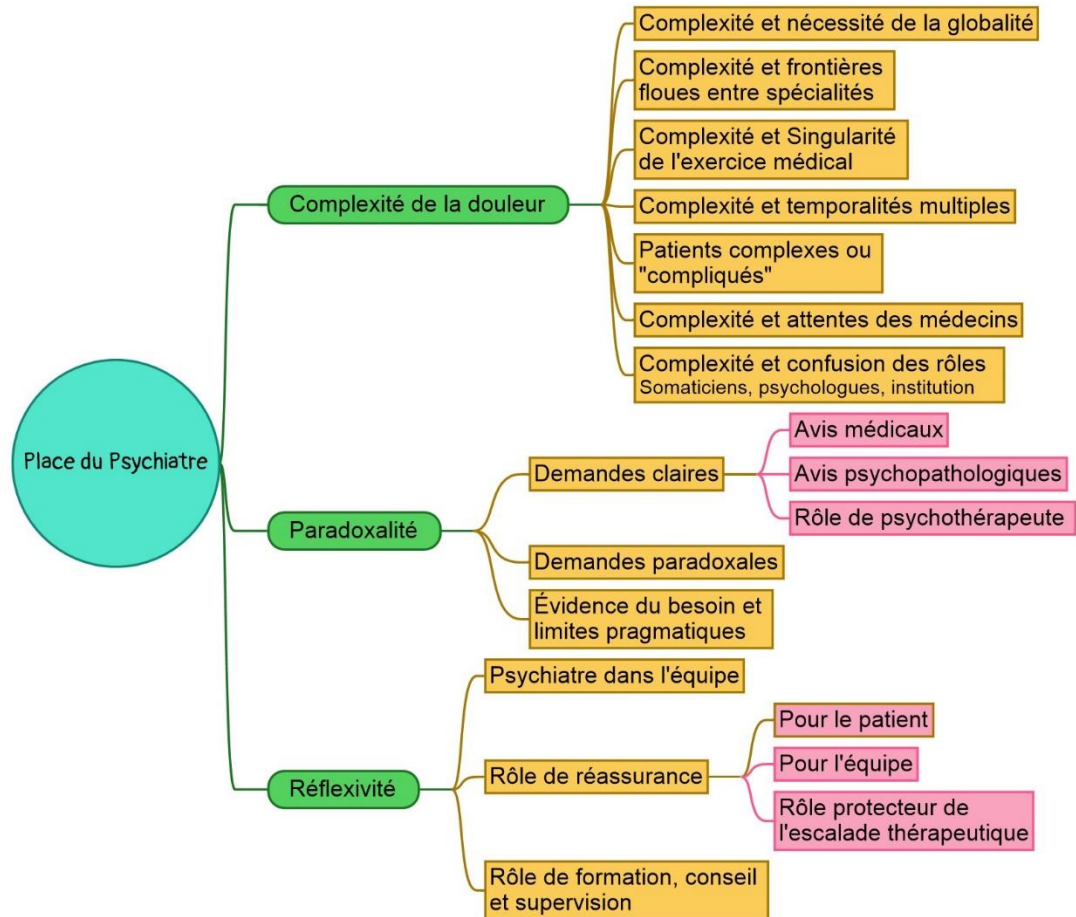 Place du Psychiatre
Complexité de la douleur
Complexité et nécessité de la globalité
Complexité et frontières
floues entre spécialités
Complexité et Singularité
de l'exercice médical
Complexité et temporalités multiples
Patients complexes ou
"compliqués"
Complexité et attentes des médecins
Complexité et confusion des rôles
Somaticiens, psychologues, institution
Paradoxalité
Demandes claires
Avis médicaux
Avis psychopathologiques
Rôle de psychothérapeute
Demandes paradoxales
Évidence du besoin et
limites pragmatiques
Réflexivité
Psychiatre dans l'équipe
Rôle de réassurance
Pour le patient
Pour l'équipe
Rôle protecteur de
l'escalade thérapeutique
Rôle de formation, conseil
et supervision